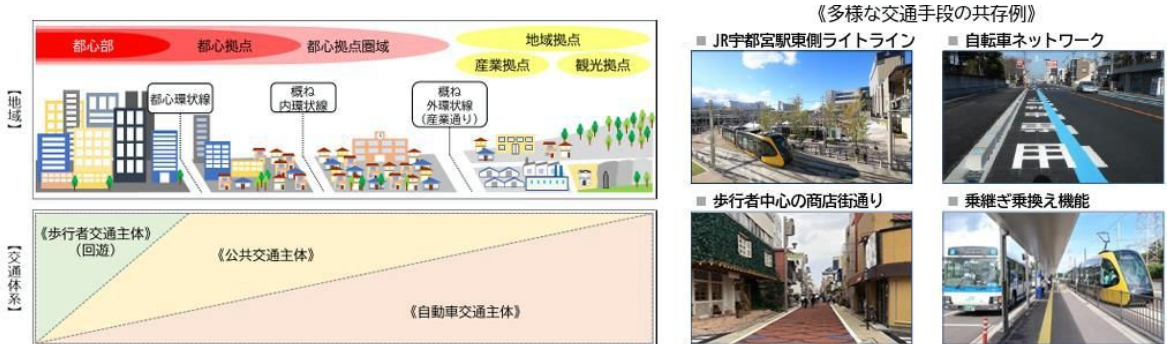 都心部
都心拠点
都心拠点圏域
地域拠点
産業拠点
観光拠点
【地域】
都心環状線
概ね
内環状線
概ね
外環状線
(産業通り)
【交通体系】
《歩行者交通主体》
(回遊)
《公共交通主体》
《自動車交通主体》
《多様な交通手段の共存例》
■ JR宇都宮駅東側ライトライン
■ 自転車ネットワーク
■ 歩行者中心の商店街通り
■ 乗継ぎ乗換え機能